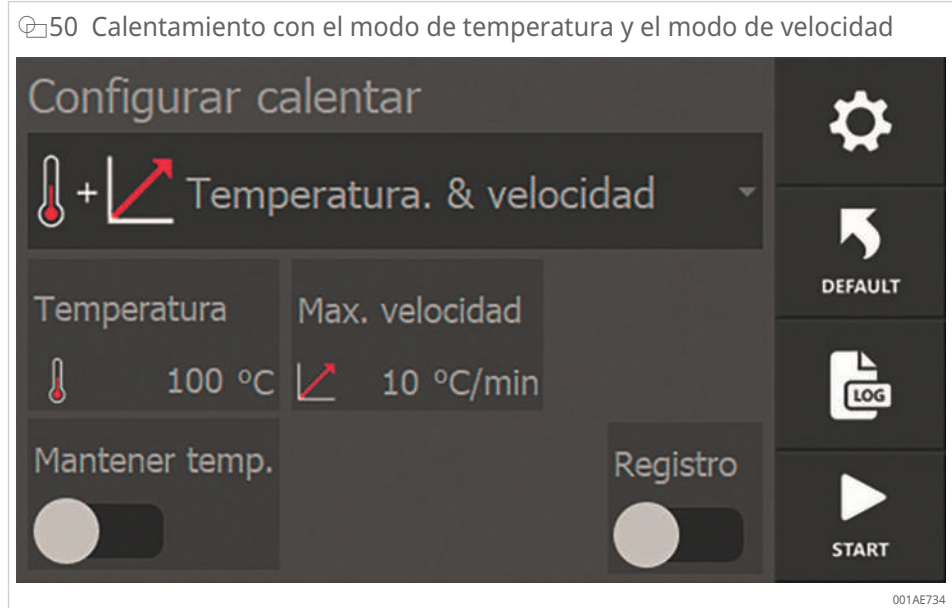 50 Calentamiento con el modo de temperatura y el modo de velocidad
Configurar calentar
+ Temperatura. & velocidad
DEFAULT
Temperatura
Max. velocidad
100 °C
10 °C/min
LOG
Mantener temp.
Registro
START
001AE734